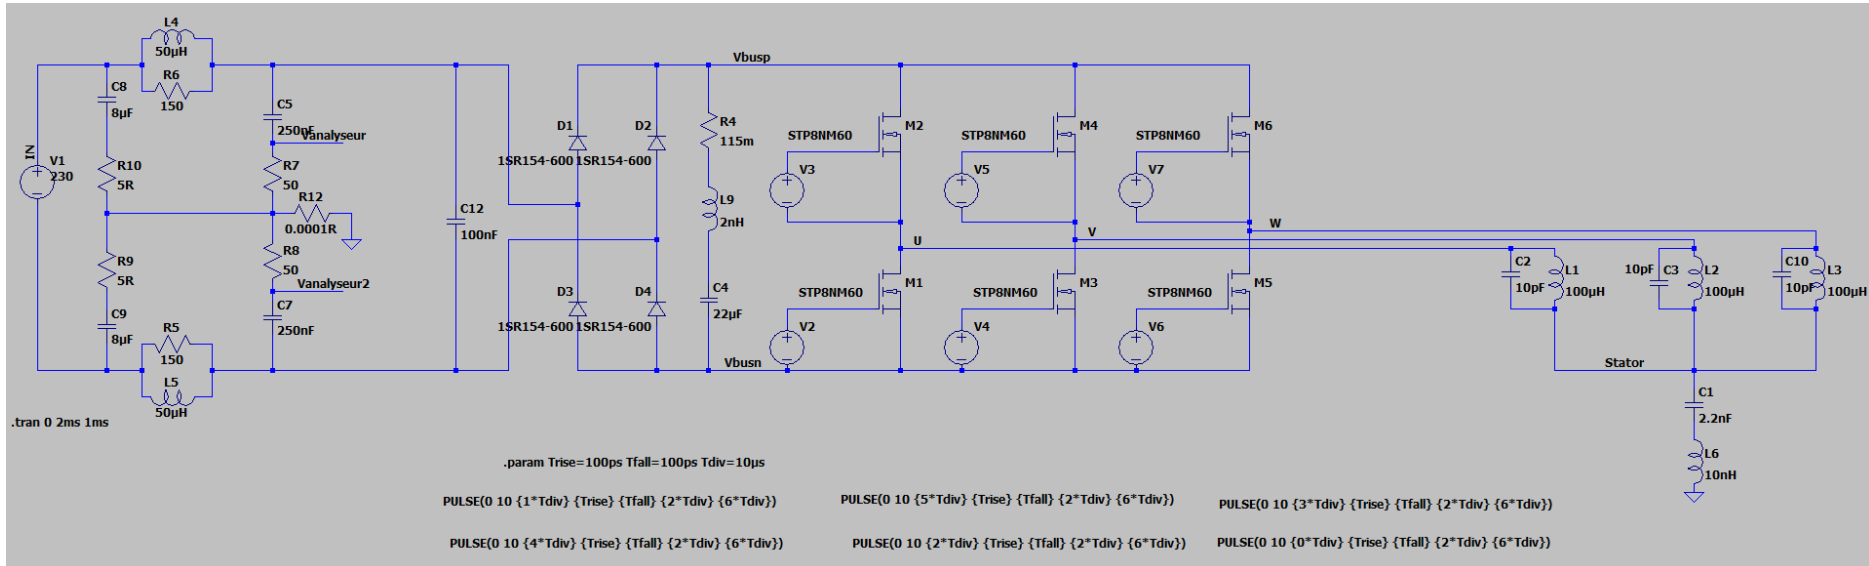 L4
50µH
R6
150
C8
8µF
C5
250nF
Vanalyseur
IN
V1
230
R10
5R
R7
50
R12
0.0001R
C12
100nF
R9
5R
R8
50
Vanalyseur2
C9
8µF
C7
250nF
R5
150
L5
50µH
.tran 0 2ms 1ms
Vbusp
D1
1SR154-600
D2
1SR154-600
R4
115m
L9
2nH
D3
1SR154-600
D4
1SR154-600
C4
22µF
Vbusn
STP8NM60
M2
V3
STP8NM60
M4
V5
STP8NM60
M6
V7
U
V
W
STP8NM60
M1
V2
STP8NM60
M3
V4
STP8NM60
M5
V6
C2
10pF
L1
100µH
10pF
C3
L2
100µH
C10
10pF
L3
100µH
Stator
C1
2.2nF
L6
10nH
.param Trise=100ps Tfall=100ps Tdiv=10µs
PULSE(0 10 {1*Tdiv} {Trise} {Tfall} {2*Tdiv} {6*Tdiv})
PULSE(0 10 {5*Tdiv} {Trise} {Tfall} {2*Tdiv} {6*Tdiv})
PULSE(0 10 {3*Tdiv} {Trise} {Tfall} {2*Tdiv} {6*Tdiv})
PULSE(0 10 {4*Tdiv} {Trise} {Tfall} {2*Tdiv} {6*Tdiv})
PULSE(0 10 {2*Tdiv} {Trise} {Tfall} {2*Tdiv} {6*Tdiv})
PULSE(0 10 {0*Tdiv} {Trise} {Tfall} {2*Tdiv} {6*Tdiv})